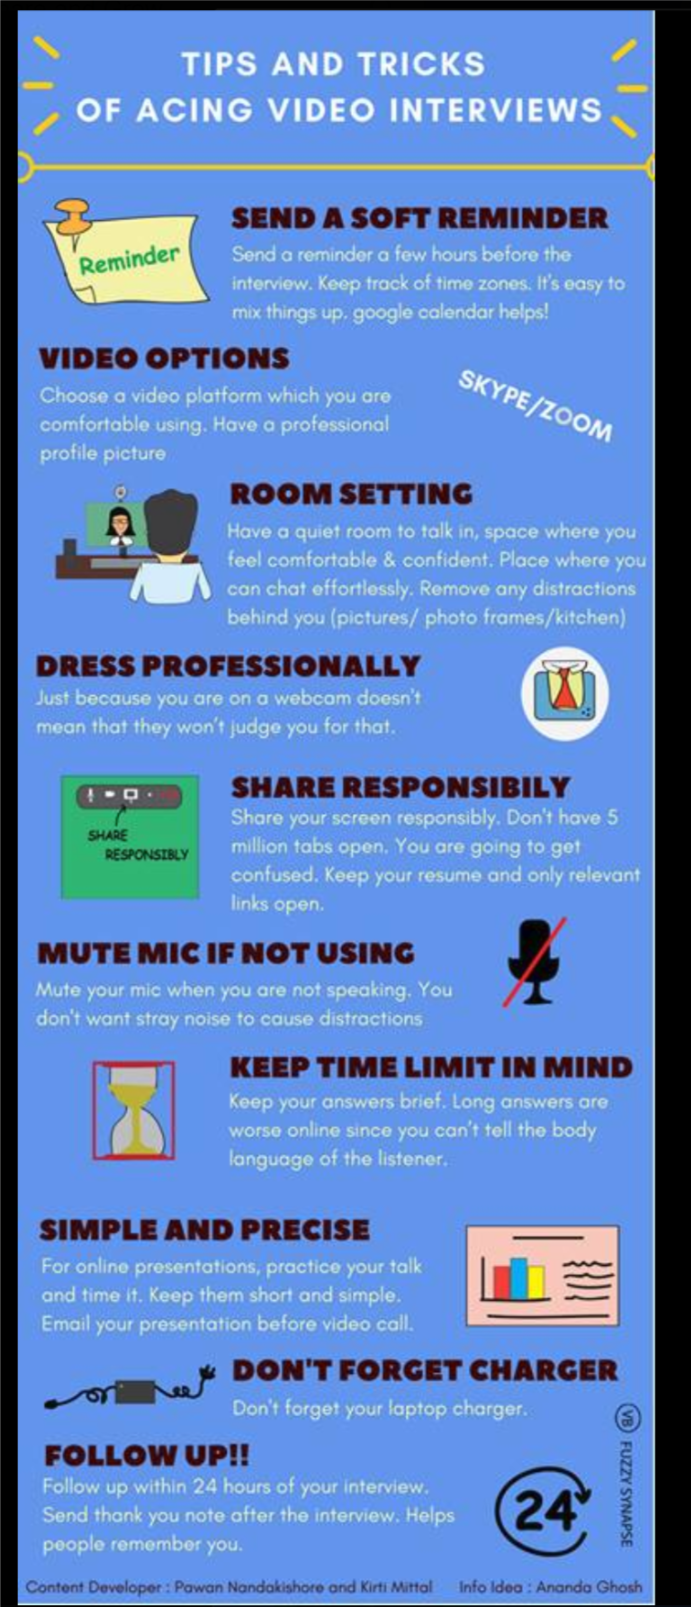 TIPS AND TRICKS
OF ACING VIDEO INTERVIEWS
Reminder
SEND A SOFT REMINDER
Send a reminder a few hours before the
interview. Keep track of time zones. It's easy to
mix things up. google calendar helps!
VIDEO OPTIONS
Choose a video platform which you are
comfortable using. Have a professional
profile picture
SKYPE/ZOOM
ROOM SETTING
Have a quiet room to talk in, space where you
feel comfortable & confident. Place where you
can chat effortlessly. Remove any distractions
behind you (pictures/ photo frames/kitchen)
DRESS PROFESSIONALLY
Just because you are on a webcam doesn't
mean that they won't judge you for that.
SHARE
RESPONSIBLY
SHARE RESPONSIBILY
Share your screen responsibly. Don't have 5
million tabs open. You are going to get
confused. Keep your resume and only relevant
links open.
MUTE MIC IF NOT USING
Mute your mic when you are not speaking. You
don't want stray noise to cause distractions
KEEP TIME LIMIT IN MIND
Keep your answers brief. Long answers are
worse online since you can't tell the body
language of the listener.
SIMPLE AND PRECISE
For online presentations, practice your talk
and time it. Keep them short and simple.
Email your presentation before video call.
DON'T FORGET CHARGER
Don't forget your laptop charger.
FOLLOW UP!!
Follow up within 24 hours of your interview.
Send thank you note after the interview. Helps
people remember you.
24
VB FUZZY SYNAPSE
Content Developer : Pawan Nandakishore and Kirti Mittal Info Idea : Ananda Ghosh